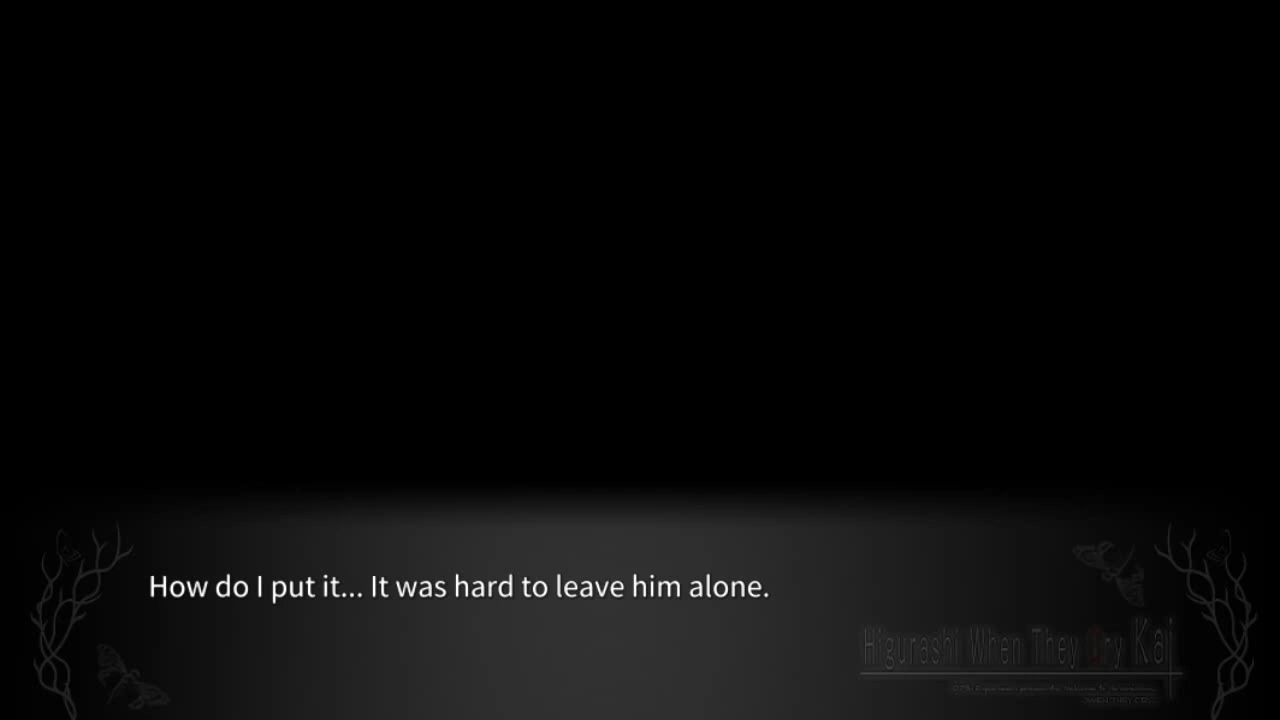 How do I put it... It was hard to leave him alone.
Higurashi When They Cry Kai